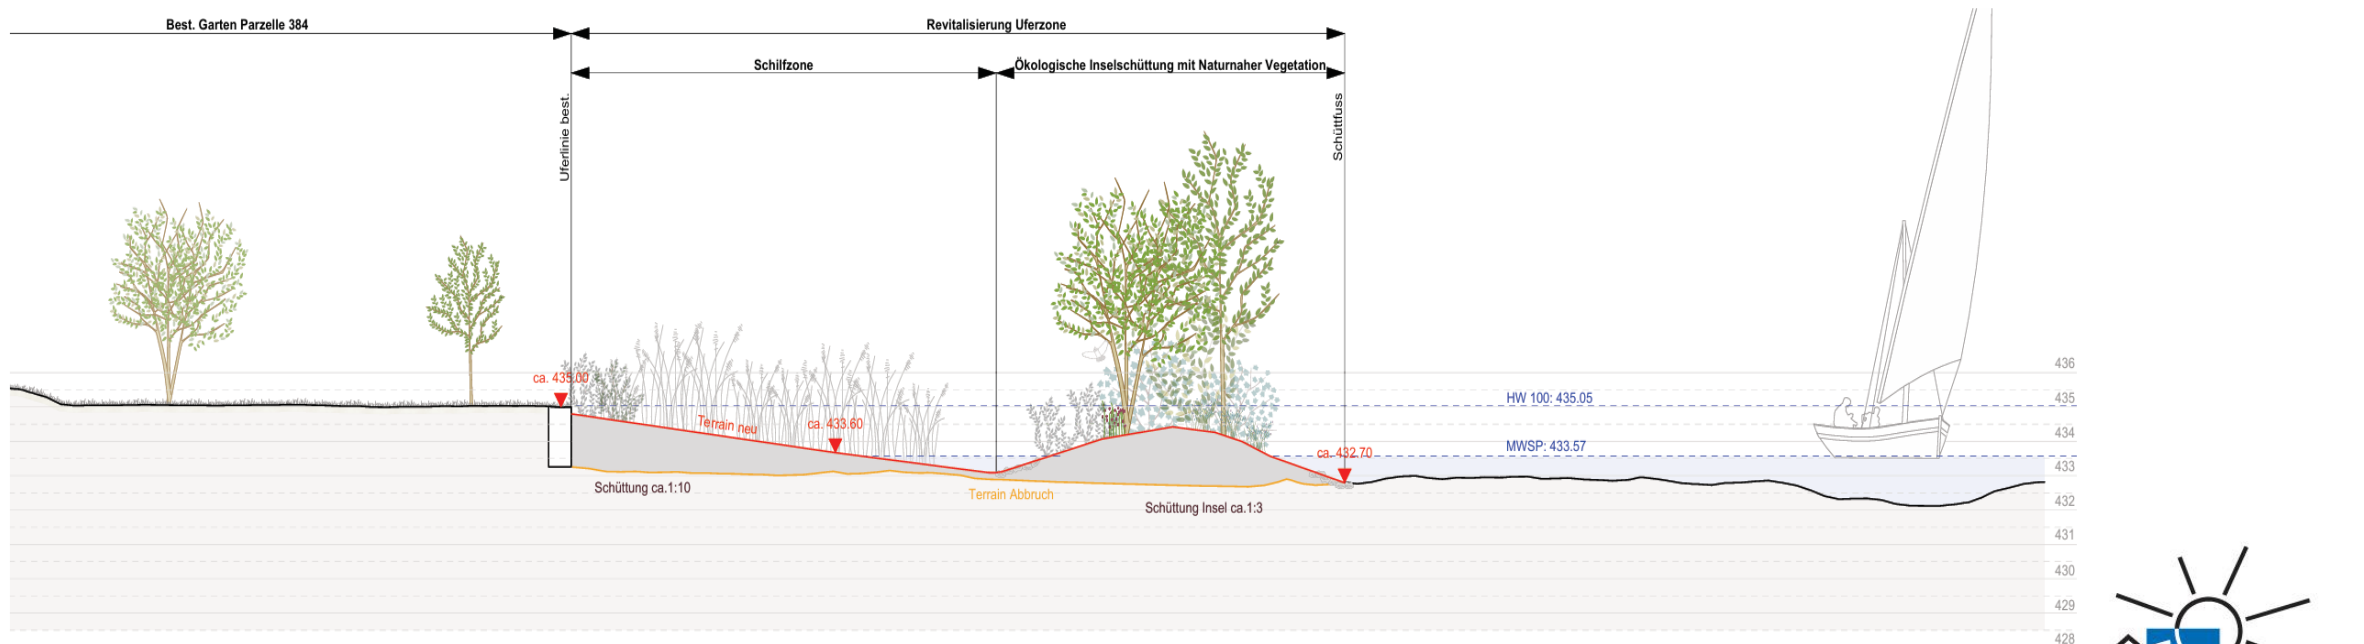 Best. Garten Parzelle 384
Revitalisierung Uferzone
Schilfzone
Ökologische Inselschüttung mit Naturnaher Vegetation
Uferlinie best.
Schüttfuss
436
ca. 435.00
HW 100: 435.05
435
Terrain neu
ca. 433.60
434
MWSP: 433.57
ca. 432.70
433
Schüttung ca.1:10
Terrain Abbruch
432
Schüttung Insel ca.1:3
431
430
429
428